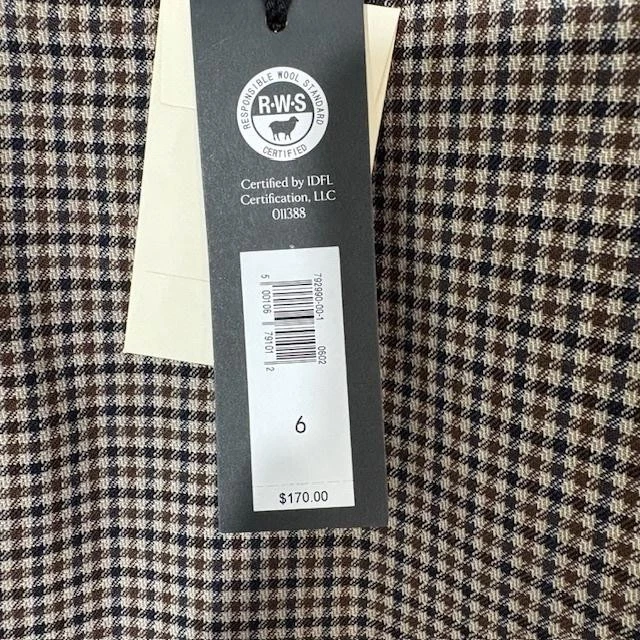 RESPONSIBLE WOOL STANDARD
R·W·S
CERTIFIED
Certified by IDFL
Certification, LLC
011388
792990-00-1 0602
5 00106 79101 2
6
$170.00